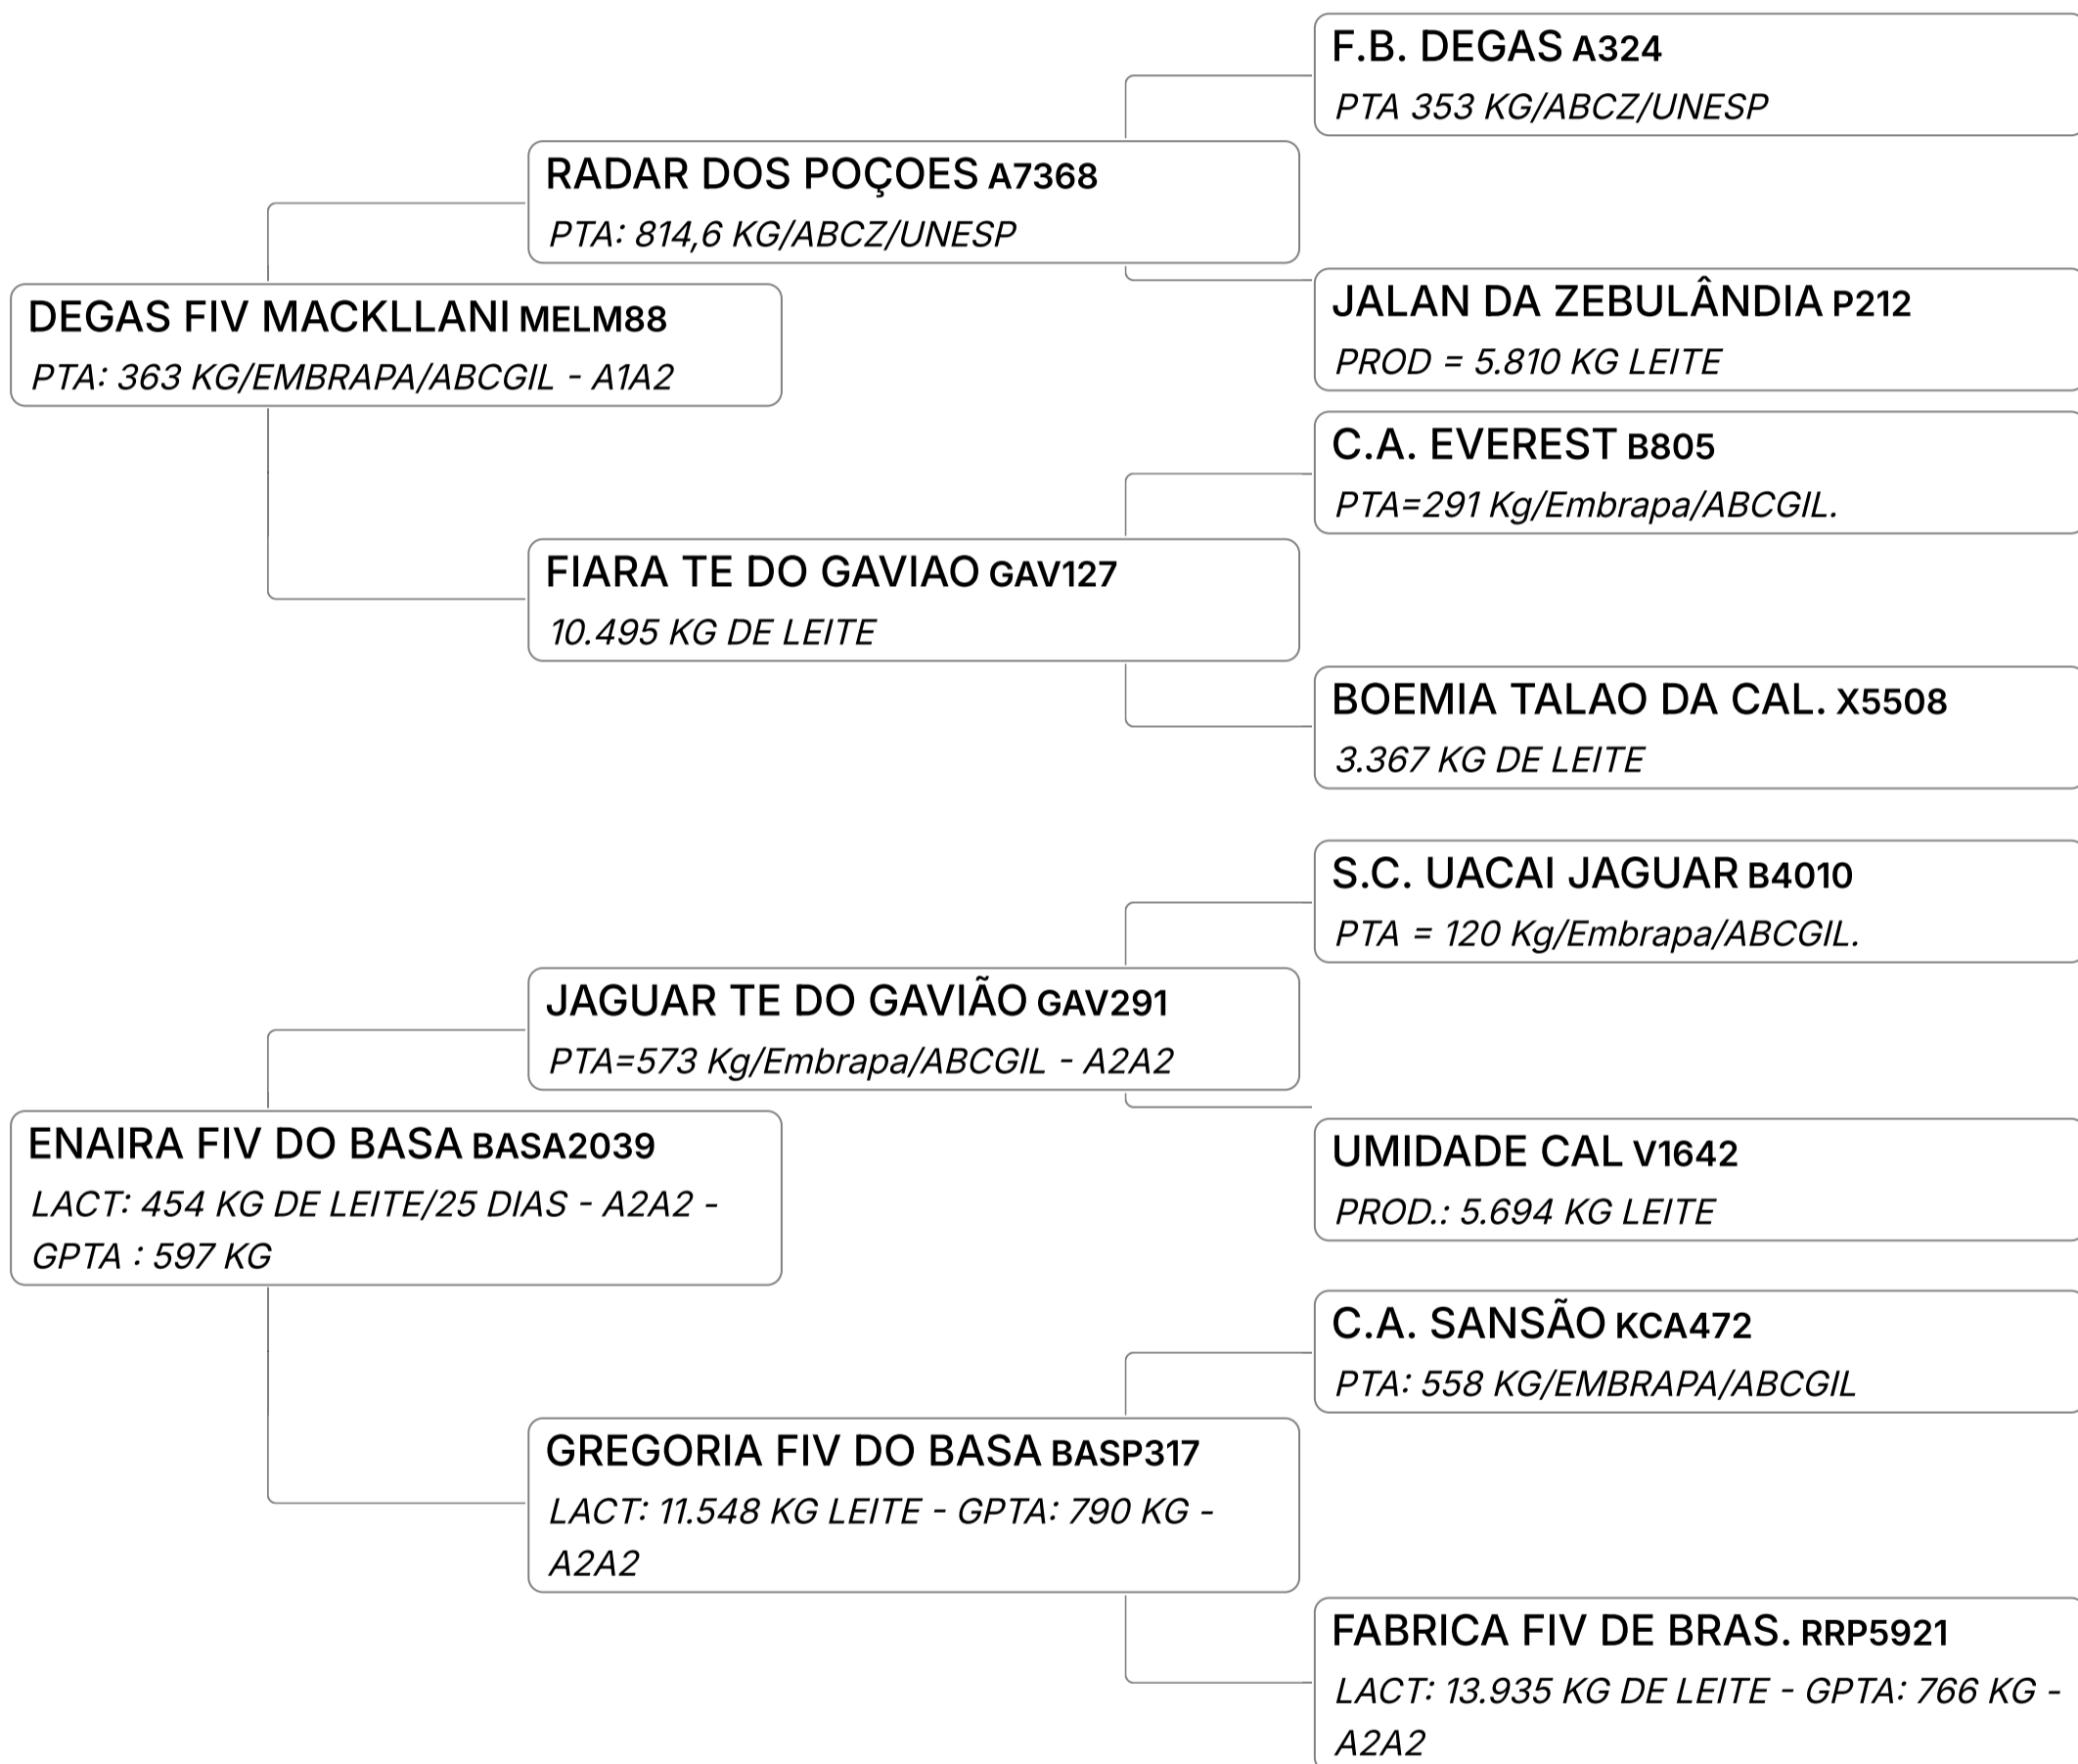 F.B. DEGAS A324
PTA 353 KG/ABCZ/UNESP
RADAR DOS POÇOES A7368
PTA: 814,6 KG/ABCZ/UNESP
JALAN DA ZEBULÂNDIA P212
PROD = 5.810 KG LEITE
DEGAS FIV MACKLLANI MELM88
PTA: 363 KG/EMBRAPA/ABCGIL - A1A2
C.A. EVEREST B805
PTA=291 Kg/Embrapa/ABCGIL.
FIARA TE DO GAVIAO GAV127
10.495 KG DE LEITE
BOEMIA TALAO DA CAL. X5508
3.367 KG DE LEITE
S.C. UACAI JAGUAR B4010
PTA = 120 Kg/Embrapa/ABCGIL.
JAGUAR TE DO GAVIÃO GAV291
PTA=573 Kg/Embrapa/ABCGIL - A2A2
UMIDADE CAL V1642
PROD.: 5.694 KG LEITE
ENAIRA FIV DO BASA BASA2039
LACT: 454 KG DE LEITE/25 DIAS - A2A2 -
GPTA : 597 KG
C.A. SANSÃO KCA472
PTA: 558 KG/EMBRAPA/ABCGIL
GREGORIA FIV DO BASA BASP317
LACT: 11.548 KG LEITE - GPTA: 790 KG -
A2A2
FABRICA FIV DE BRAS. RRP5921
LACT: 13.935 KG DE LEITE - GPTA: 766 KG -
A2A2